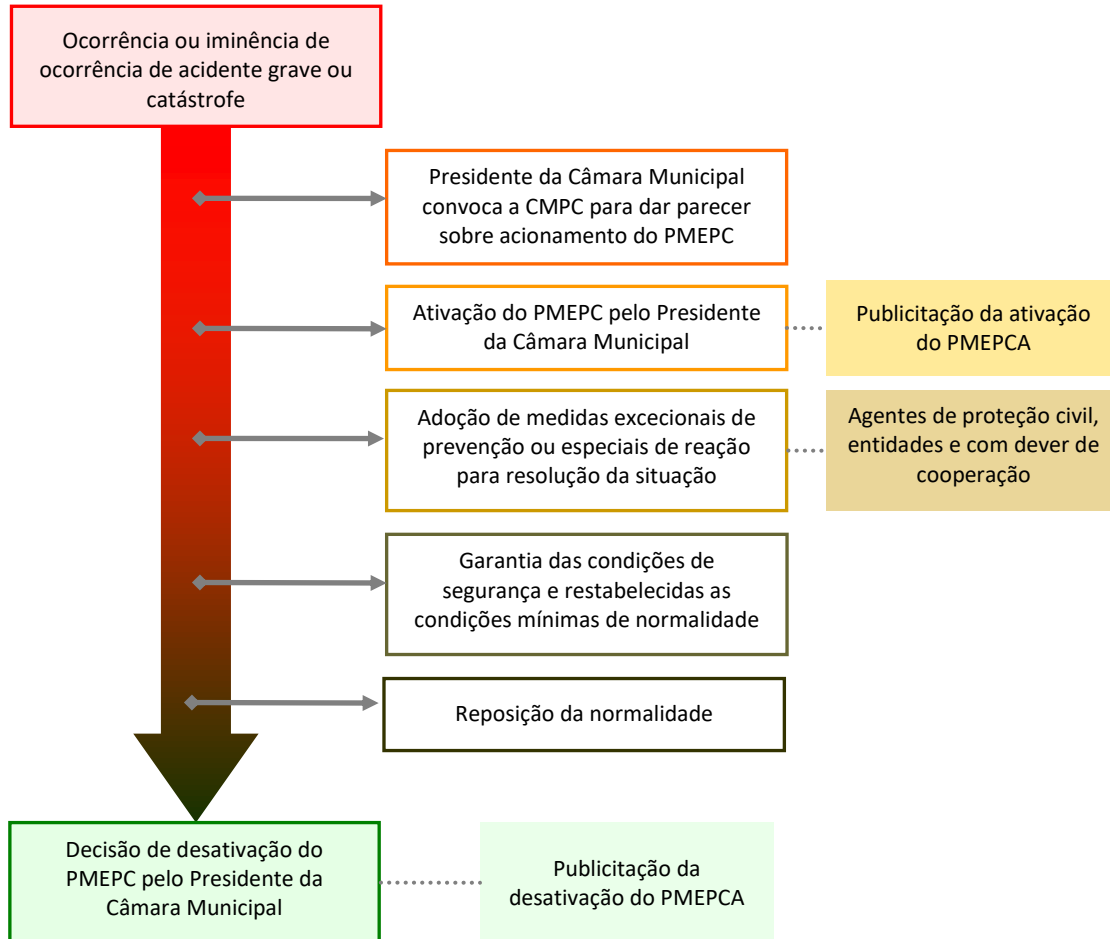 Ocorrência ou iminência de
ocorrência de acidente grave ou
catástrofe
Presidente da Câmara Municipal
convoca a CMPC para dar parecer
sobre acionamento do PMEPC
Ativação do PMEPC pelo Presidente
da Câmara Municipal
Publicitação da ativação
do PMEPCA
Adoção de medidas excecionais de
prevenção ou especiais de reação
para resolução da situação
Agentes de proteção civil,
entidades e com dever de
cooperação
Garantia das condições de
segurança e restabelecidas as
condições mínimas de normalidade
Reposição da normalidade
Decisão de desativação do
PMEPC pelo Presidente da
Câmara Municipal
Publicitação da
desativação do PMEPCA